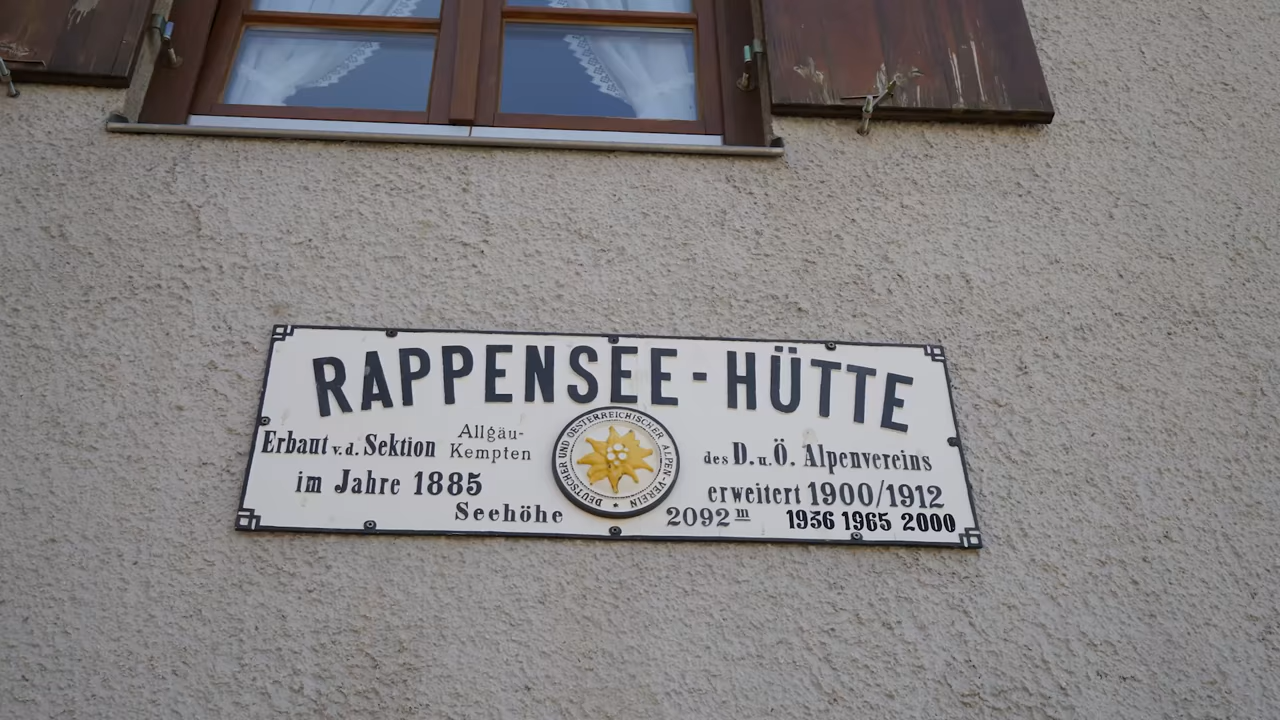 RAPPENSEE-HÜTTE
Erbaut v. d. Sektion Allgäu-Kempten
des D. u. Ö. Alpenvereins
im Jahre 1885
erweitert 1900/1912
Seehöhe 2092 m
1936 1965 2000
DEUTSCHER UND OESTERREICHISCHER ALPEN-VEREIN